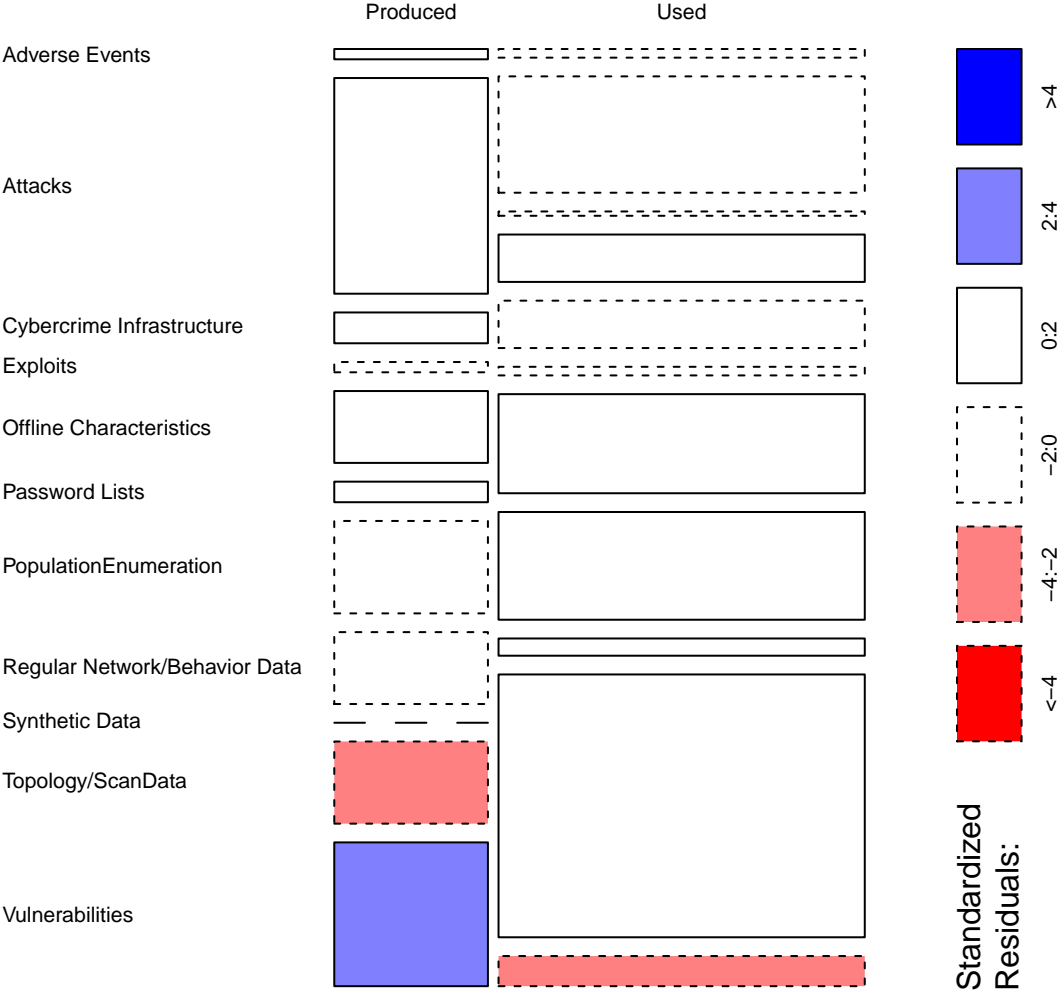 Produced
Used
Adverse Events
Attacks
Cybercrime Infrastructure
Exploits
Offline Characteristics
Password Lists
PopulationEnumeration
Regular Network/Behavior Data
Synthetic Data
Topology/ScanData
Vulnerabilities
>4
2:4
0:2
−2:0
−4:−2
<−4
Standardized
Residuals: